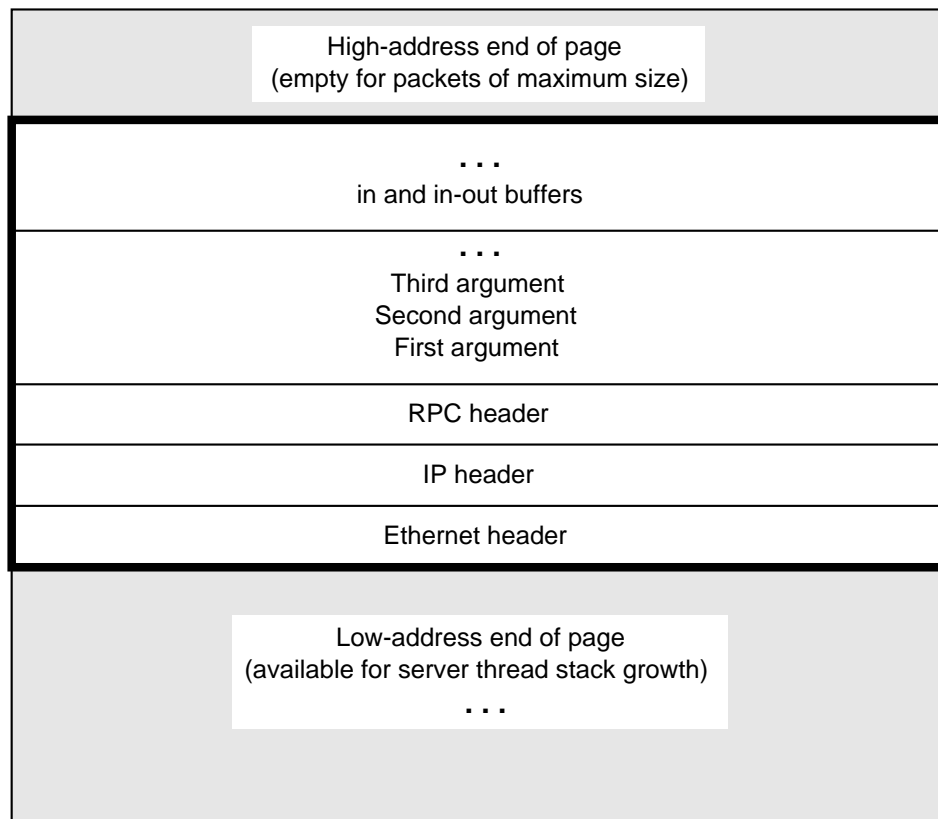 High-address end of page
(empty for packets of maximum size)
. . .
in and in-out buffers
. . .
Third argument
Second argument
First argument
RPC header
IP header
Ethernet header
Low-address end of page
(available for server thread stack growth)
. . .